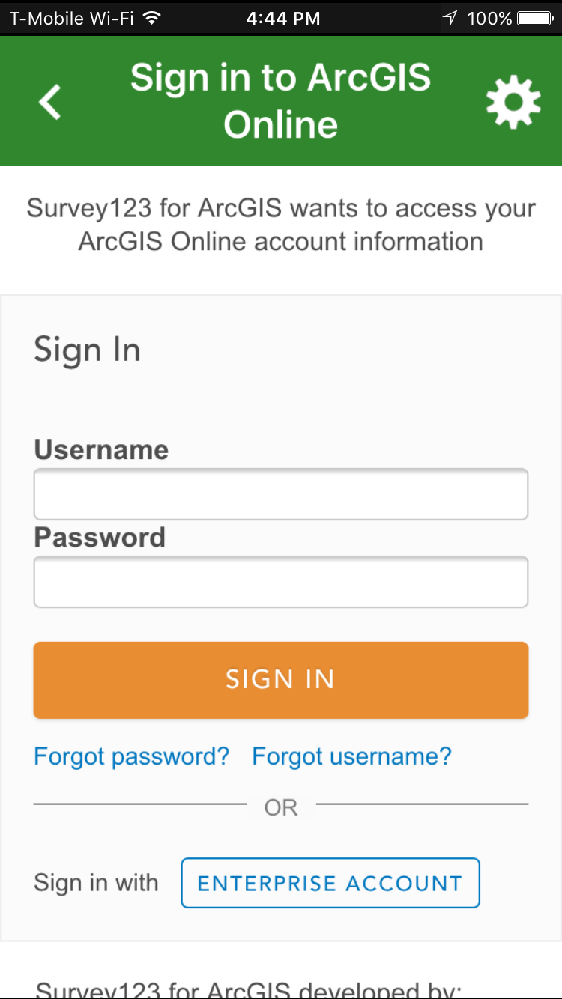 T-Mobile Wi-Fi 4:44 PM 100%
Sign in to ArcGIS
Online
Survey123 for ArcGIS wants to access your
ArcGIS Online account information
Sign In
Username
Password
SIGN IN
Forgot password? Forgot username?
OR
Sign in with ENTERPRISE ACCOUNT
Survey123 for ArcGIS developed by: